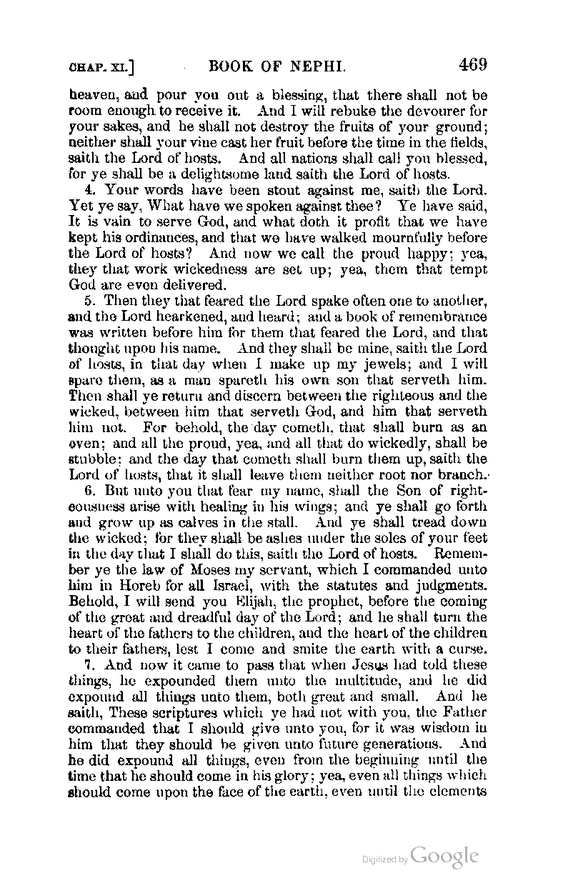 CHAP. XI.] BOOK OF NEPHI. 469
heaven, and pour you out a blessing, that there shall not be
room enough to receive it. And I will rebuke the devourer for
your sakes, and he shall not destroy the fruits of your ground;
neither shall your vine cast her fruit before the time in the fields,
saith the Lord of hosts. And all nations shall call you blessed,
for ye shall be a delightsome land saith the Lord of hosts.
4. Your words have been stout against me, saith the Lord.
Yet ye say, What have we spoken against thee? Ye have said,
It is vain to serve God, and what doth it profit that we have
kept his ordinances, and that we have walked mournfully before
the Lord of hosts? And now we call the proud happy; yea,
they that work wickedness are set up; yea, them that tempt
God are even delivered.
5. Then they that feared the Lord spake often one to another,
and the Lord hearkened, and heard; and a book of remembrance
was written before him for them that feared the Lord, and that
thought upon his name. And they shall be mine, saith the Lord
of hosts, in that day when I make up my jewels; and I will
spare them, as a man spareth his own son that serveth him.
Then shall ye return and discern between the righteous and the
wicked, between him that serveth God, and him that serveth
him not. For behold, the day cometh, that shall burn as an
oven; and all the proud, yea, and all that do wickedly, shall be
stubble; and the day that cometh shall burn them up, saith the
Lord of hosts, that it shall leave them neither root nor branch.
6. But unto you that fear my name, shall the Son of right-
eousness arise with healing in his wings; and ye shall go forth
and grow up as calves in the stall. And ye shall tread down
the wicked; for they shall be ashes under the soles of your feet
in the day that I shall do this, saith the Lord of hosts. Remem-
ber ye the law of Moses my servant, which I commanded unto
him in Horeb for all Israel, with the statutes and judgments.
Behold, I will send you Elijah, the prophet, before the coming
of the great and dreadful day of the Lord; and he shall turn the
heart of the fathers to the children, and the heart of the children
to their fathers, lest I come and smite the earth with a curse.
7. And now it came to pass that when Jesus had told these
things, he expounded them unto the multitude, and he did
expound all things unto them, both great and small. And he
saith, These scriptures which ye had not with you, the Father
commanded that I should give unto you, for it was wisdom in
him that they should be given unto future generations. And
he did expound all things, even from the beginning until the
time that he should come in his glory; yea, even all things which
should come upon the face of the earth, even until the elements
Digitized by Google